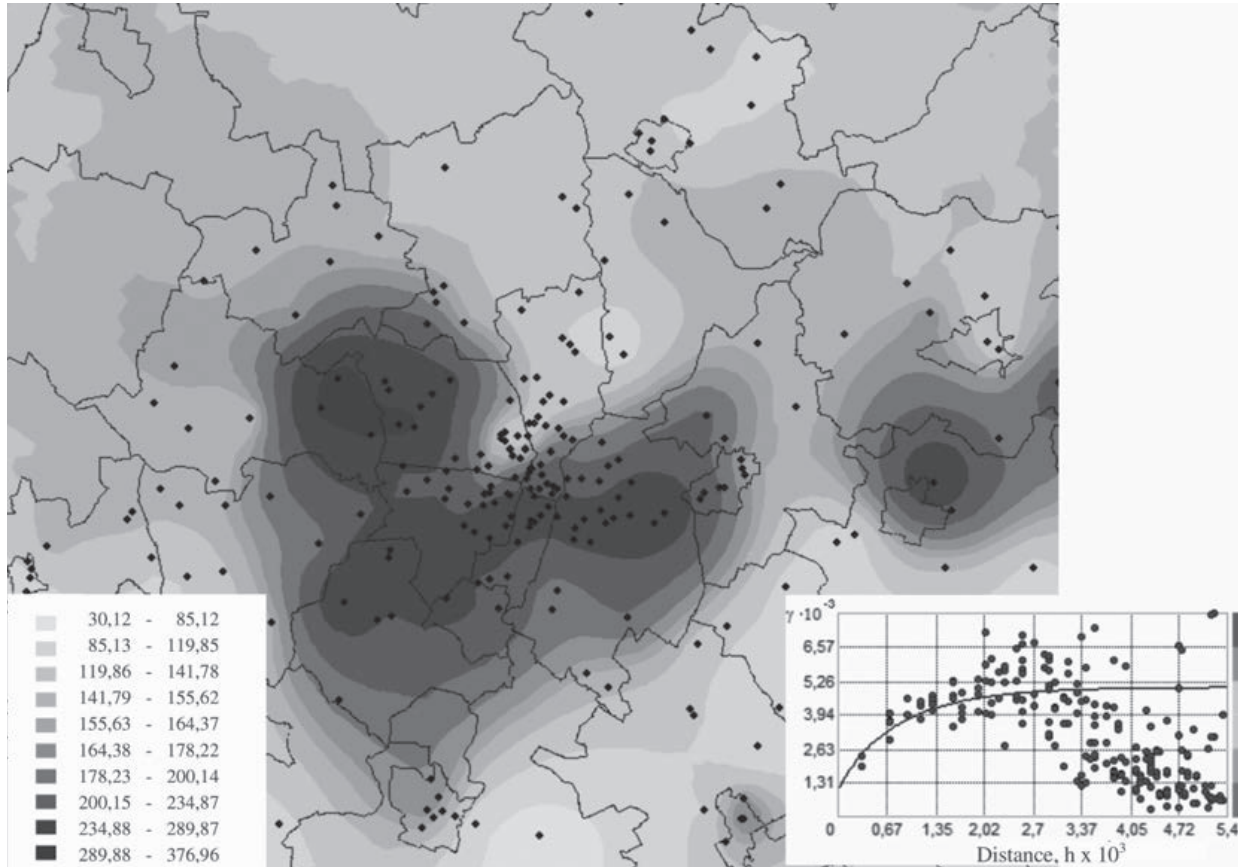 30,12 - 85,12
85,13 - 119,85
119,86 - 141,78
141,79 - 155,62
155,63 - 164,37
164,38 - 178,22
178,23 - 200,14
200,15 - 234,87
234,88 - 289,87
289,88 - 376,96
γ · 10 -3
6,57
5,26
3,94
2,63
1,31
0 0,67 1,35 2,02 2,7 3,37 4,05 4,72 5,4
Distance, h x 10 3